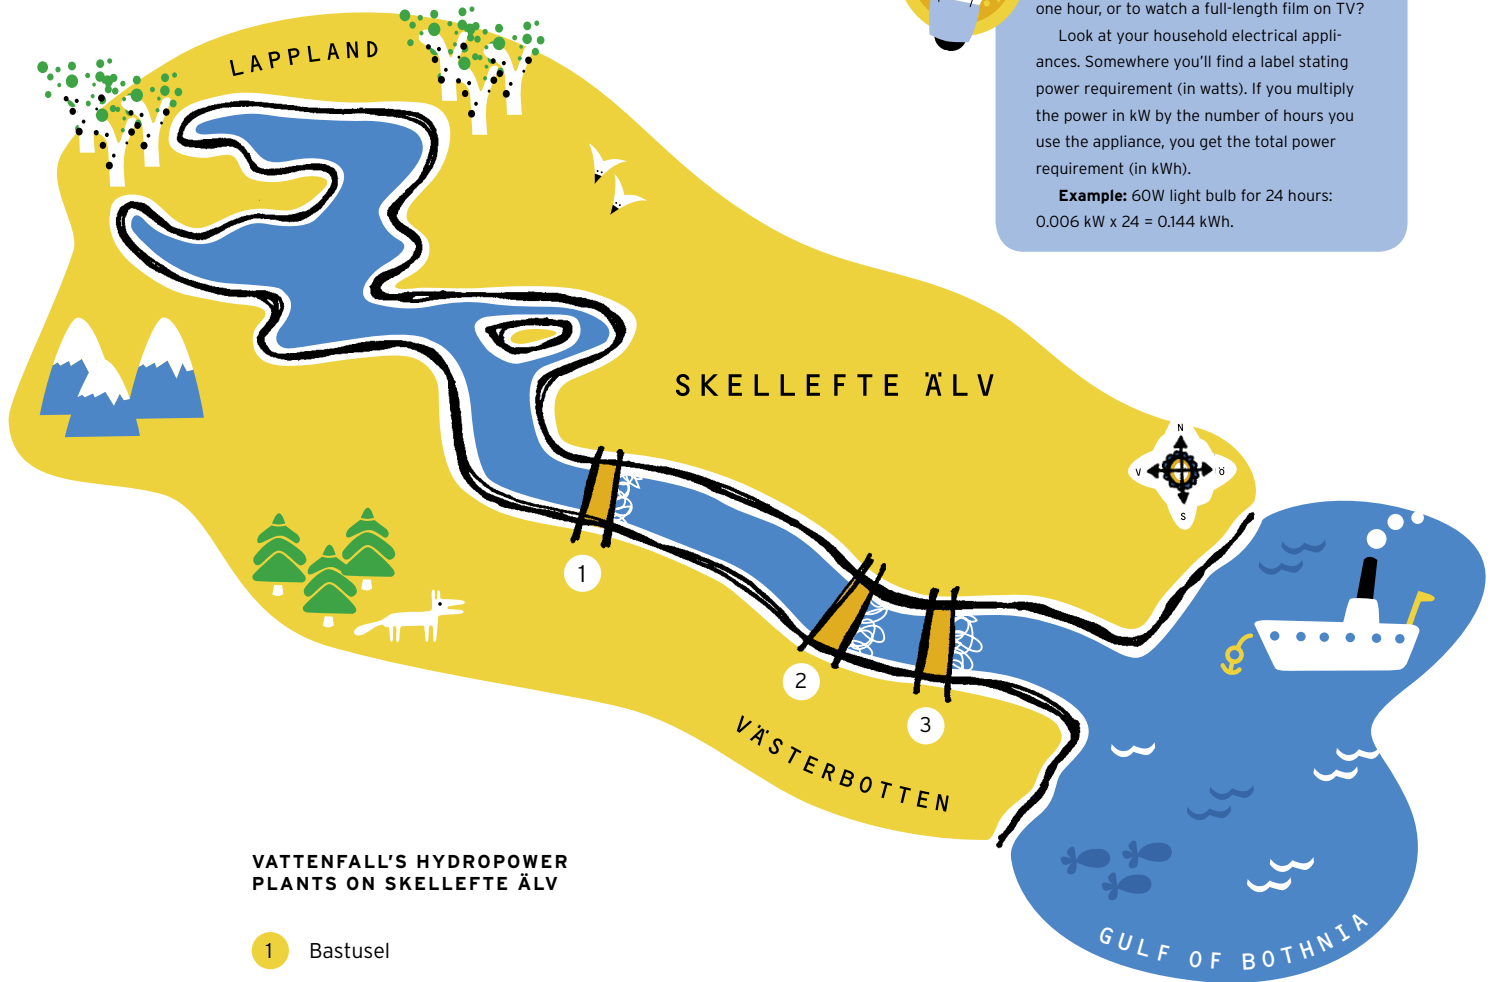 one hour, or to watch a full-length film on TV?
Look at your household electrical appli-
ances. Somewhere you'll find a label stating
power requirement (in watts). If you multiply
the power in kW by the number of hours you
use the appliance, you get the total power
requirement (in kWh).
Example: 60W light bulb for 24 hours:
0.006 kW x 24 = 0.144 kWh.
LAPPLAND
SKELLEFTE ÄLV
N
V
Ö
S
1
2
3
VÄSTERBOTTEN
GULF OF BOTHNIA
VATTENFALL'S HYDROPOWER
PLANTS ON SKELLEFTE ÄLV
1 Bastusel